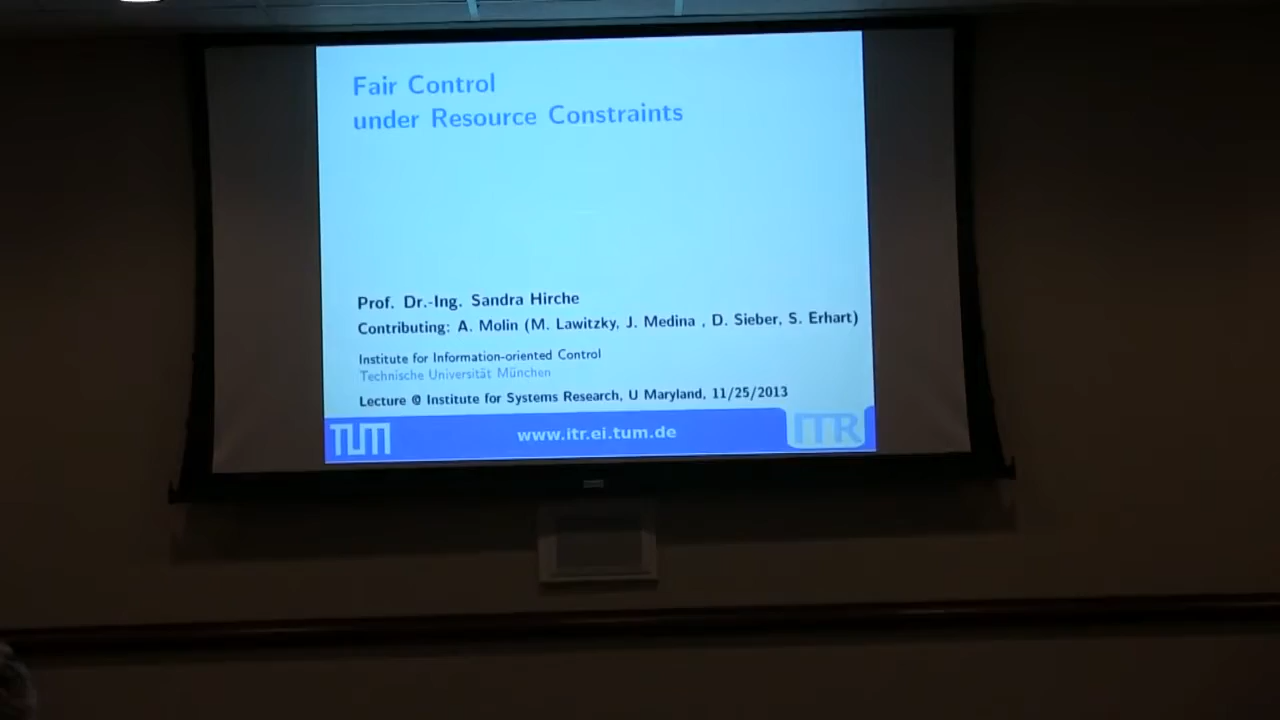 Fair Control
under Resource Constraints
Prof. Dr.-Ing. Sandra Hirche
Contributing: A. Molin (M. Lawitzky, J. Medina , D. Sieber, S. Erhart)
Institute for Information-oriented Control
Technische Universität München
Lecture @ Institute for Systems Research, U Maryland, 11/25/2013
TUM www.itr.ei.tum.de ITR